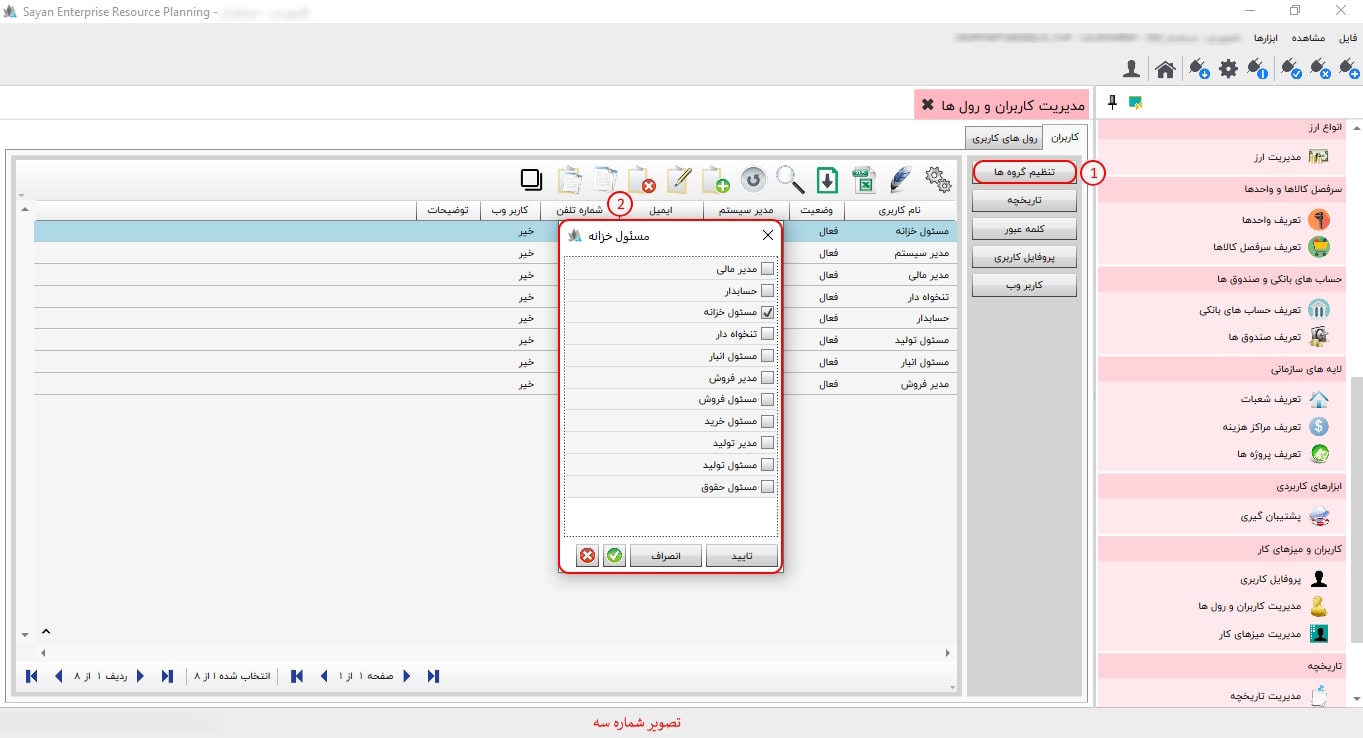 Sayan Enterprise Resource Planning -
فایل مشاهده ابزارها
مدیریت کاربران و رول ها
کاربران رول های کاربری
تنظیم گروه ها
1
تاریخچه
کلمه عبور
پروفایل کاربری
کاربر وب
نام کاربری وضعیت مدیر سیستم ایمیل شماره تلفن کاربر وب توضیحات
مسئول خزانه فعال خیر
مدیر سیستم فعال خیر
مدیر مالی فعال خیر
تنخواه دار فعال خیر
حسابدار فعال خیر
مسئول تولید فعال خیر
مسئول انبار فعال خیر
مدیر فروش فعال خیر
2
مسئول خزانه
مدیر مالی
حسابدار
مسئول خزانه
تنخواه دار
مسئول انبار
مدیر فروش
مسئول فروش
مسئول خرید
مدیر تولید
مسئول تولید
مسئول حقوق
تایید انصراف
صفحه ۱ از ۱
انتخاب شده ۱ از ۸
ردیف ۱ از ۸
انواع ارز
مدیریت ارز
سرفصل کالاها و واحدها
تعریف واحدها
تعریف سرفصل کالاها
حساب های بانکی و صندوق ها
تعریف حساب های بانکی
تعریف صندوق ها
لایه های سازمانی
تعریف شعبات
تعریف مراکز هزینه
تعریف پروژه ها
ابزارهای کاربردی
پشتیبان گیری
کاربران و میزهای کار
پروفایل کاربری
مدیریت کاربران و رول ها
مدیریت میزهای کار
تاریخچه
مدیریت تاریخچه
تصویر شماره سه